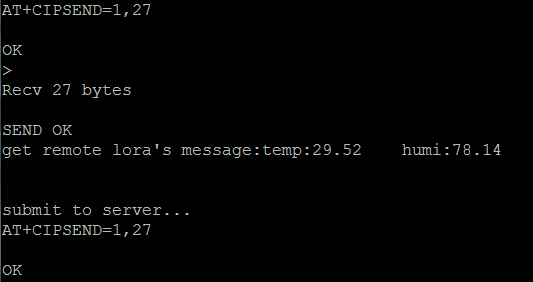 AT+CIPSEND=1,27
OK
>
Recv 27 bytes
SEND OK
get remote lora's message:temp:29.52    humi:78.14
submit to server...
AT+CIPSEND=1,27
OK